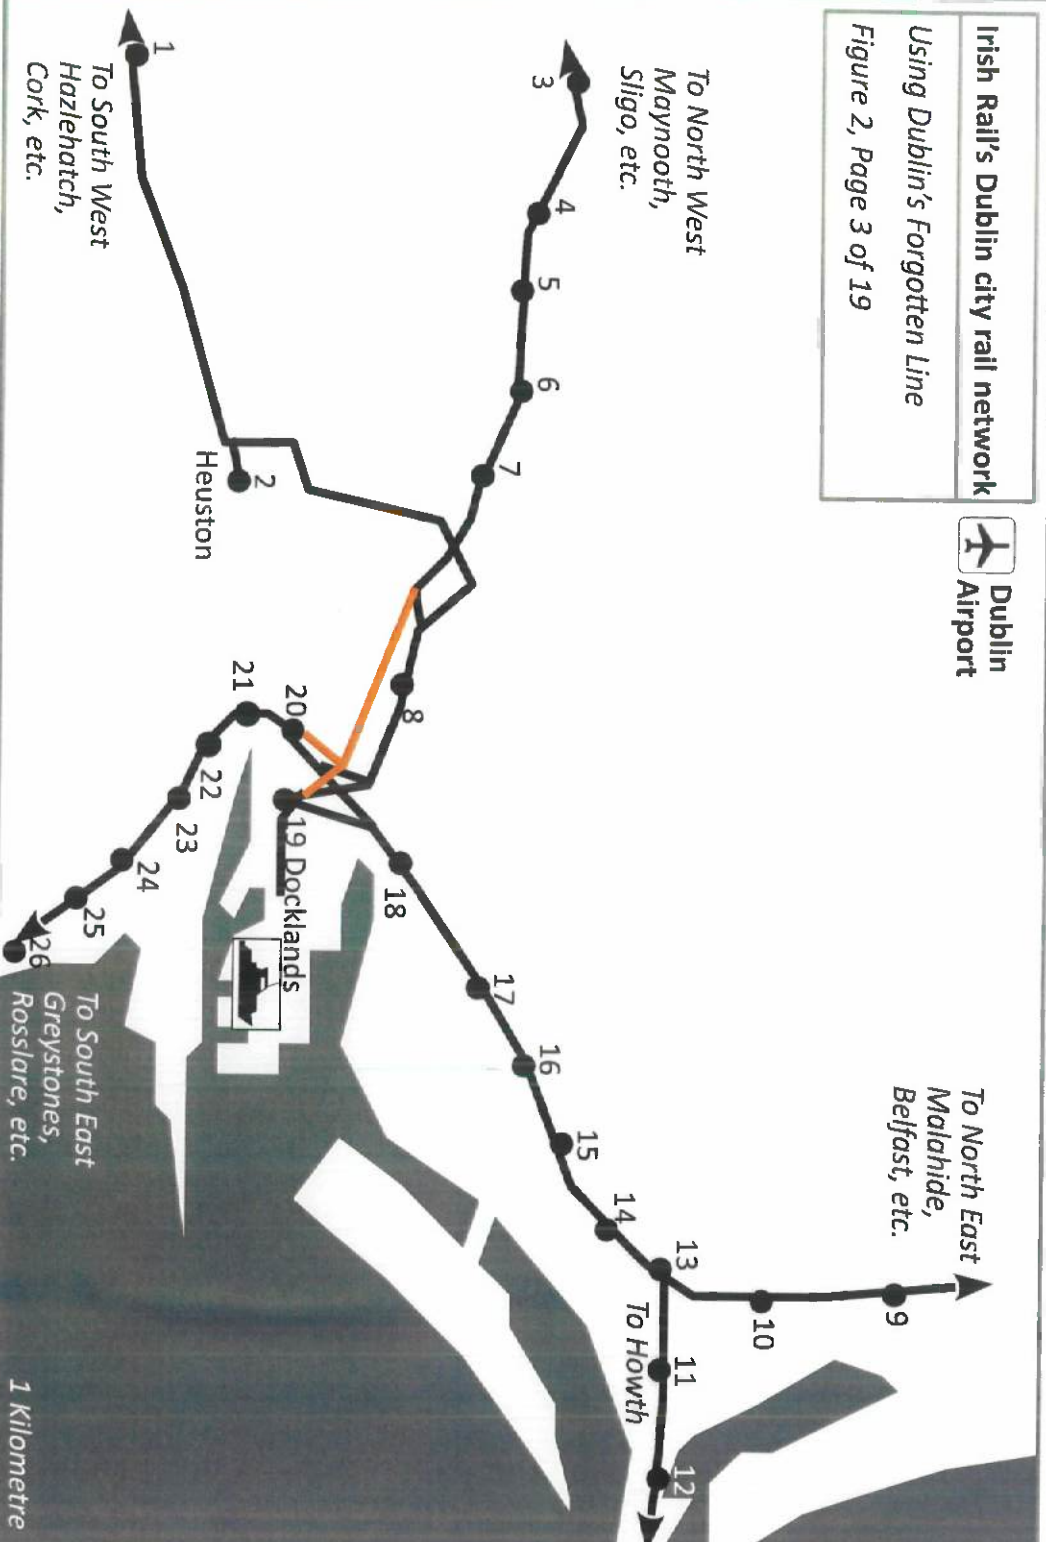 Irish Rail's Dublin city rail network
Using Dublin's Forgotten Line
Figure 2, Page 3 of 19
Dublin
Airport
To North East
Malahide,
Belfast, etc.
To North West
Maynooth,
Sligo, etc.
3
4
5
6
7
8
9
10
13
11
12
To Howth
14
15
16
17
18
1
To South West
Hazlehatch,
Cork, etc.
2
Heuston
19 Docklands
20
21
22
23
24
25
26
To South East
Greystones,
Rosslare, etc.
1 Kilometre